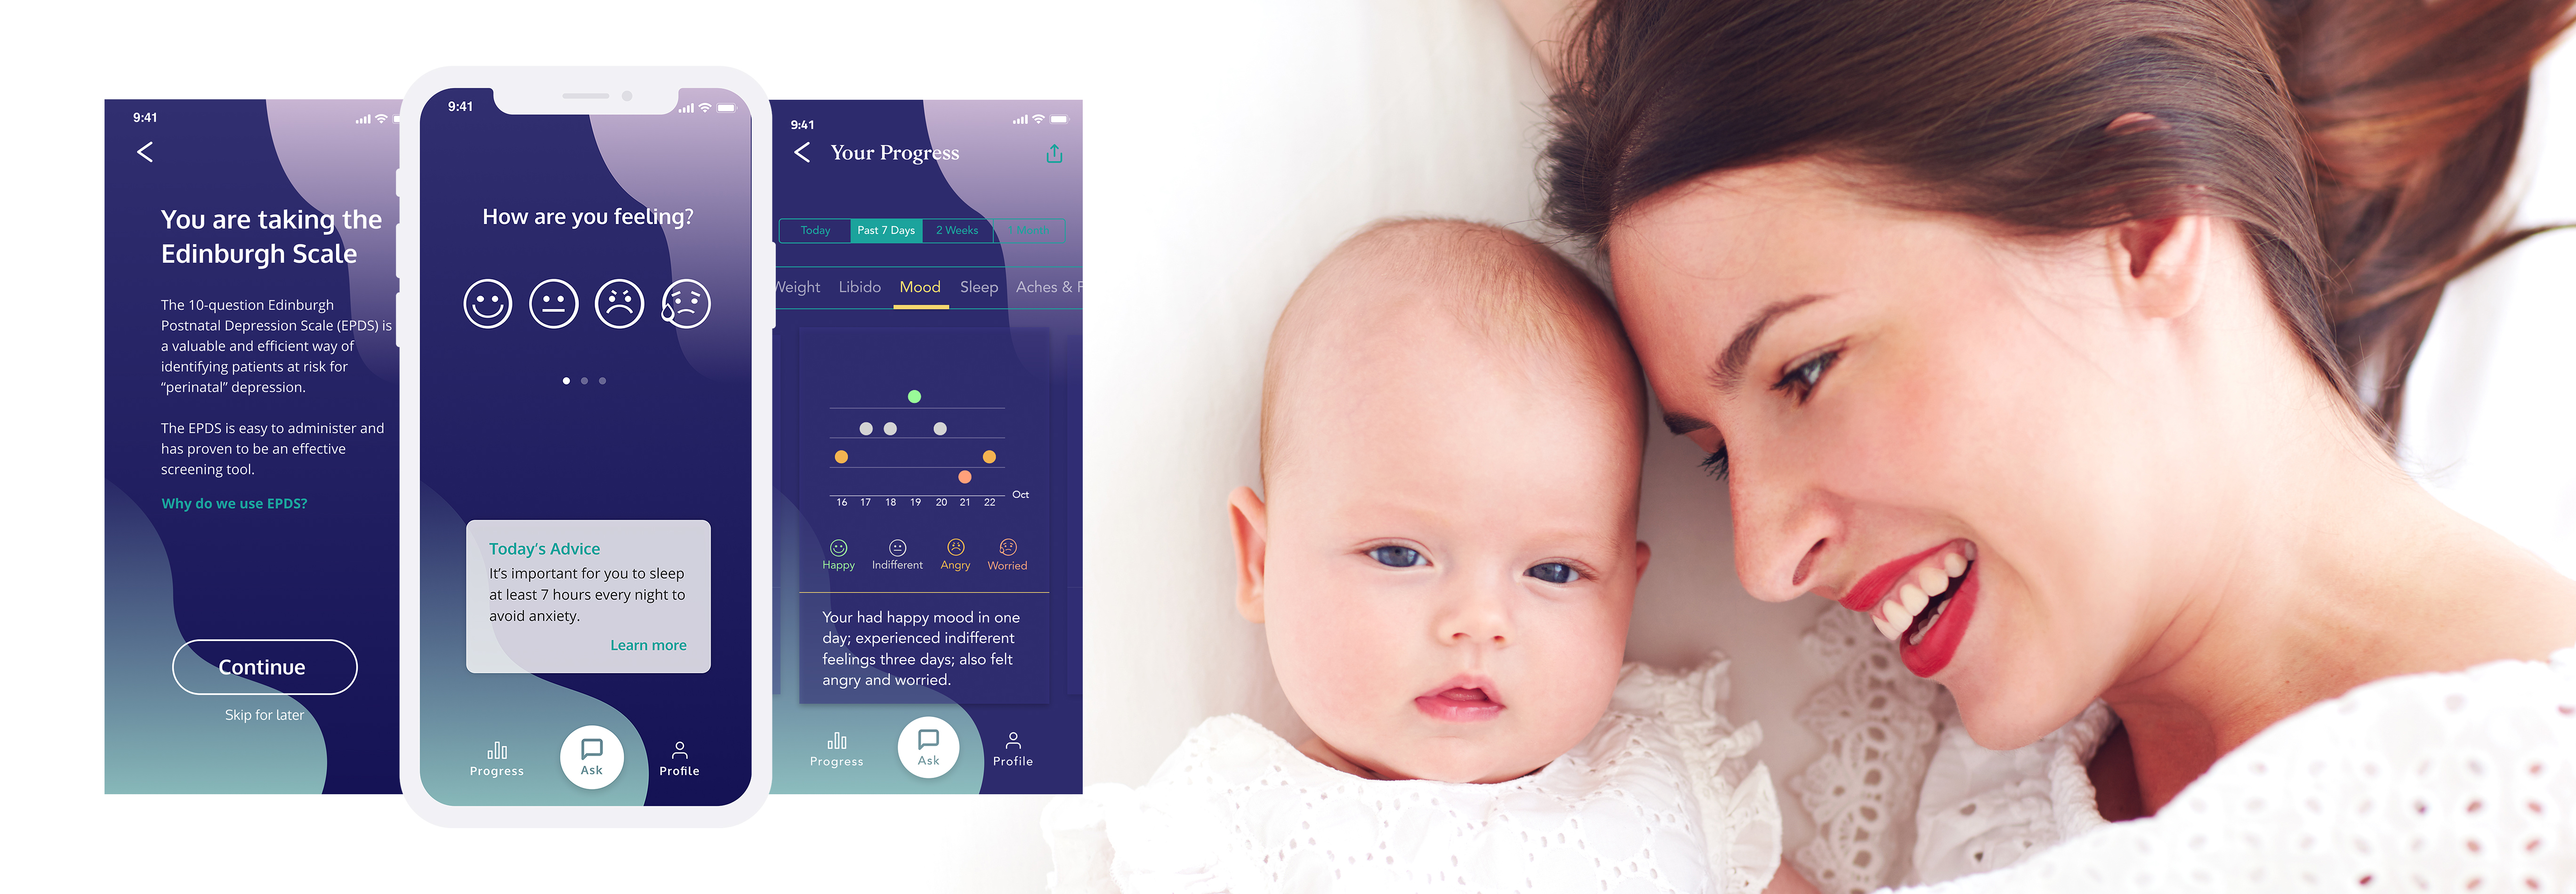 9:41
You are taking the
Edinburgh Scale
The 10-question Edinburgh
Postnatal Depression Scale (EPDS) is
a valuable and efficient way of
identifying patients at risk for
“perinatal” depression.
The EPDS is easy to administer and
has proven to be an effective
screening tool.
Why do we use EPDS?
Continue
Skip for later
9:41
How are you feeling?
Today’s Advice
It’s important for you to sleep
at least 7 hours every night to
avoid anxiety.
Learn more
Progress
Ask
Profile
9:41
Your Progress
Today Past 7 Days 2 Weeks 1 Month
Weight Libido Mood Sleep Aches &
16 17 18 19 20 21 22 Oct
Happy Indifferent Angry Worried
Your had happy mood in one
day; experienced indifferent
feelings three days; also felt
angry and worried.
Progress
Ask
Profile